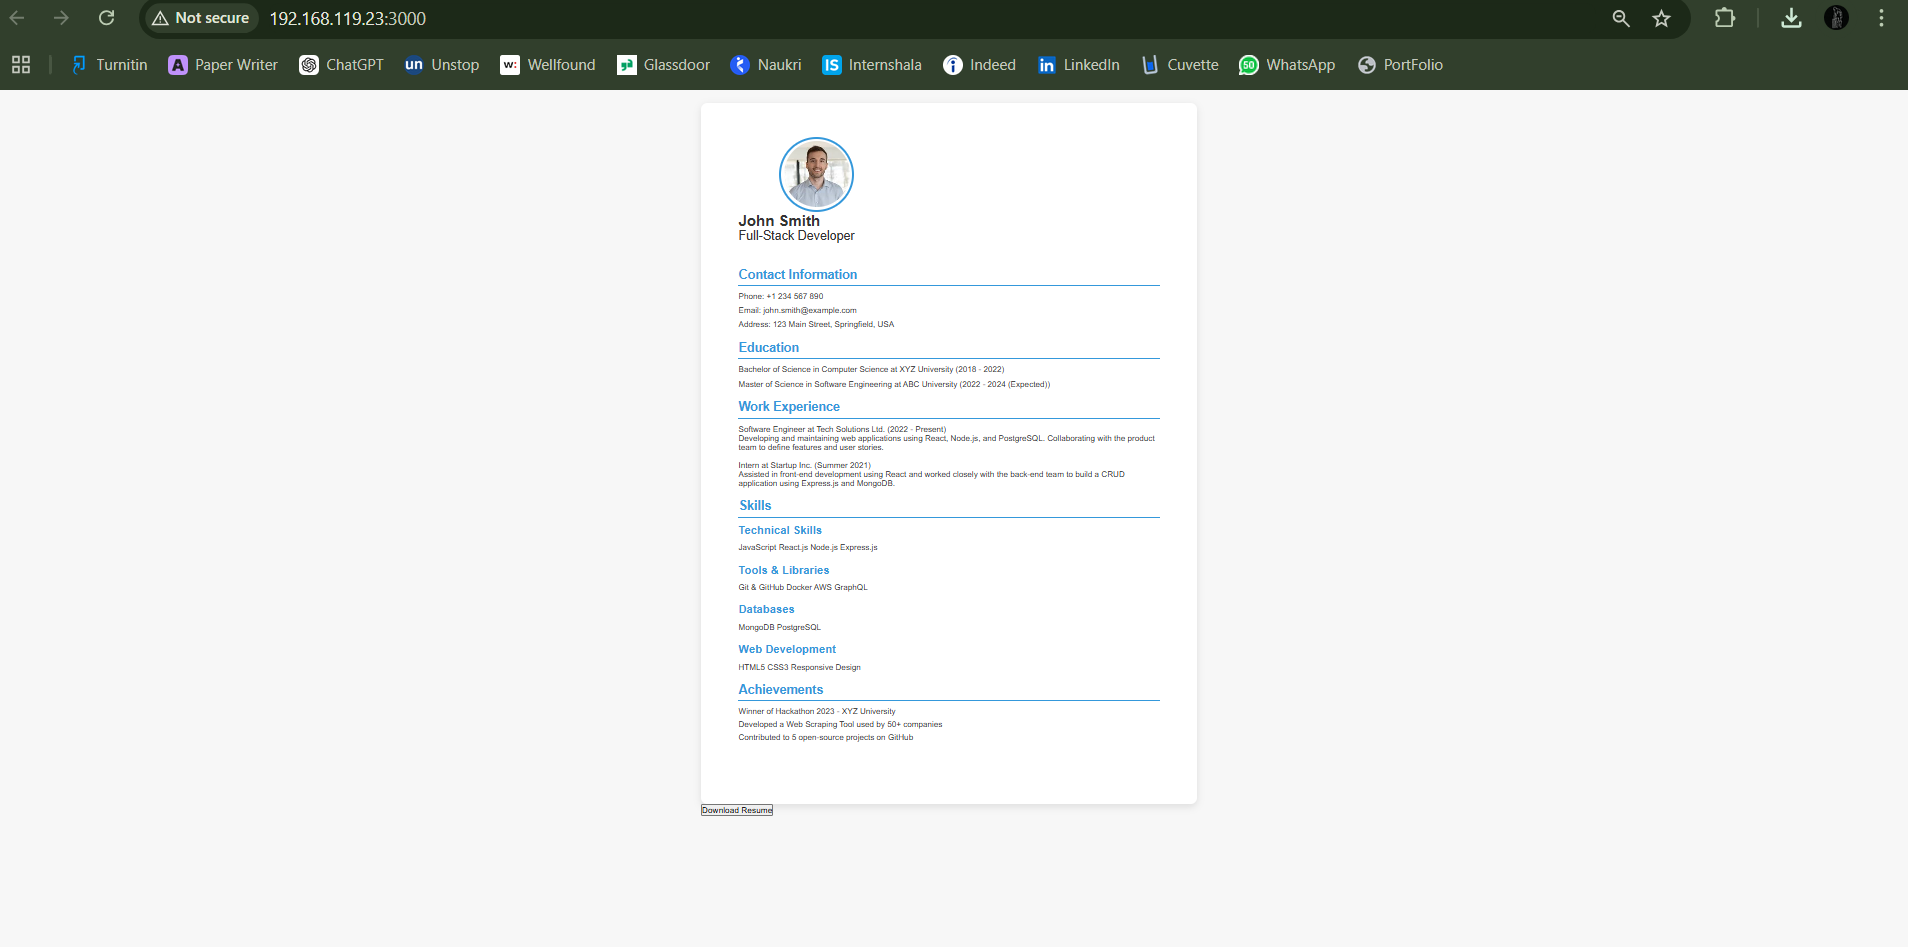 Not secure 192.168.119.23:3000
Turnitin A Paper Writer ChatGPT un Unstop w: Wellfound Glassdoor Naukri IS Internshala Indeed in LinkedIn Cuvette 50 WhatsApp PortFolio
John Smith
Full-Stack Developer
Contact Information
Phone: +1 234 567 890
Email: john.smith@example.com
Address: 123 Main Street, Springfield, USA
Education
Bachelor of Science in Computer Science at XYZ University (2018 - 2022)
Master of Science in Software Engineering at ABC University (2022 - 2024 (Expected))
Work Experience
Software Engineer at Tech Solutions Ltd. (2022 - Present)
Developing and maintaining web applications using React, Node.js, and PostgreSQL. Collaborating with the product
team to define features and user stories.
Intern at Startup Inc. (Summer 2021)
Assisted in front-end development using React and worked closely with the back-end team to build a CRUD
application using Express.js and MongoDB.
Skills
Technical Skills
JavaScript React.js Node.js Express.js
Tools & Libraries
Git & GitHub Docker AWS GraphQL
Databases
MongoDB PostgreSQL
Web Development
HTML5 CSS3 Responsive Design
Achievements
Winner of Hackathon 2023 - XYZ University
Developed a Web Scraping Tool used by 50+ companies
Contributed to 5 open-source projects on GitHub
Download Resume